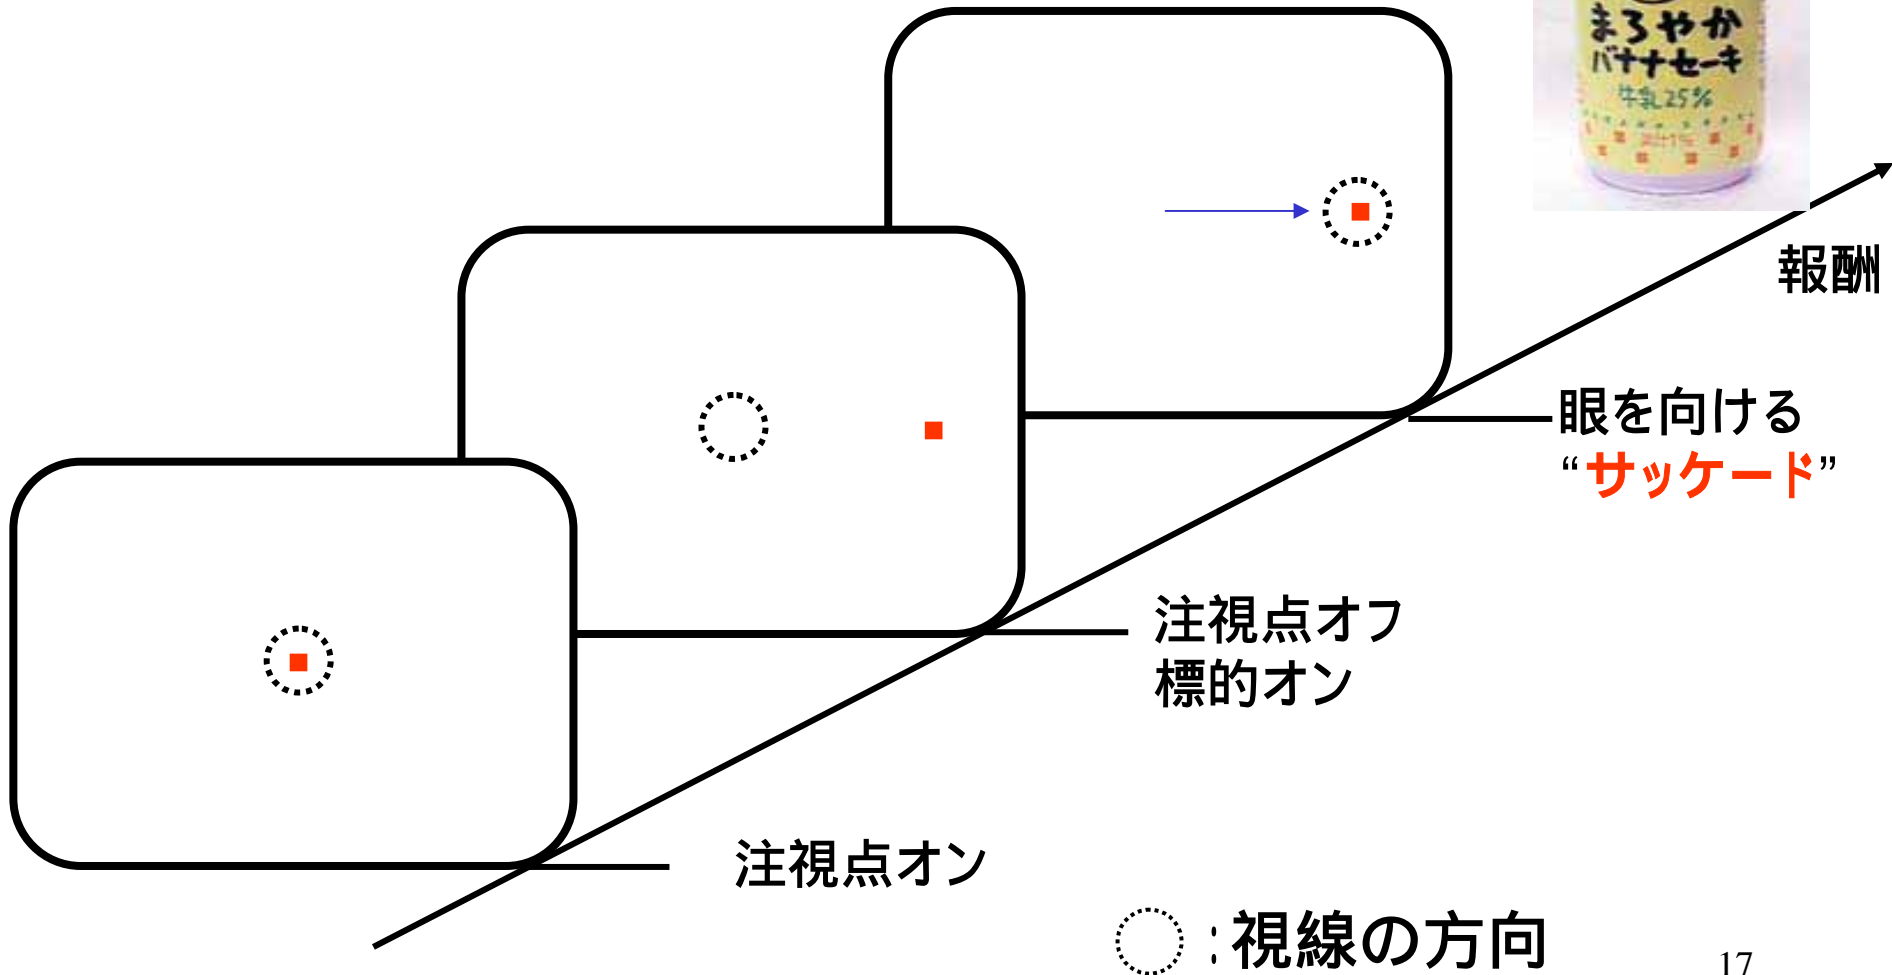 まろやか
バナナセーキ
牛乳25%
報酬
眼を向ける
“サッケード”
注視点オフ
標的オン
注視点オン
：視線の方向
17